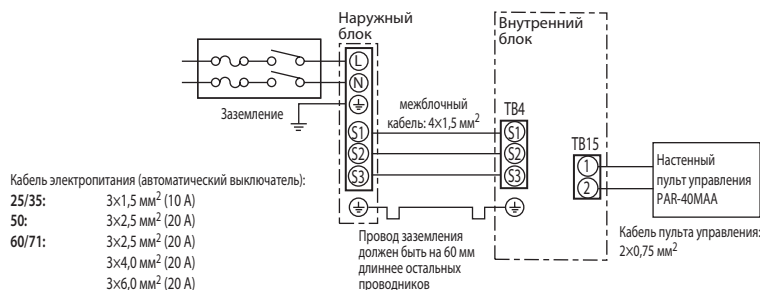 Наружный
блок
L
N
Заземление
S1
S2
S3
межблочный
кабель: 4×1,5 мм²
Провод заземления
должен быть на 60 мм
длиннее остальных
проводников
Внутренний
блок
TB4
S1
S2
S3
TB15
1
2
Настенный
пульт управления
PAR-40MAA
Кабель пульта управления:
2×0,75 мм²
Кабель электропитания (автоматический выключатель):
25/35: 3×1,5 мм² (10 А)
50: 3×2,5 мм² (20 А)
60/71: 3×2,5 мм² (20 А)
3×4,0 мм² (20 А)
3×6,0 мм² (20 А)